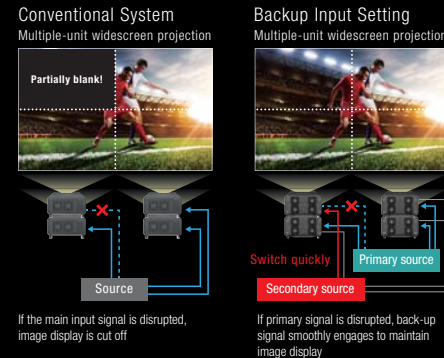 Conventional System
Multiple-unit widescreen projection
Partially blank!
Source
If the main input signal is disrupted,
image display is cut off
Backup Input Setting
Multiple-unit widescreen projection
Switch quickly
Primary source
Secondary source
If primary signal is disrupted, back-up
signal smoothly engages to maintain
image display